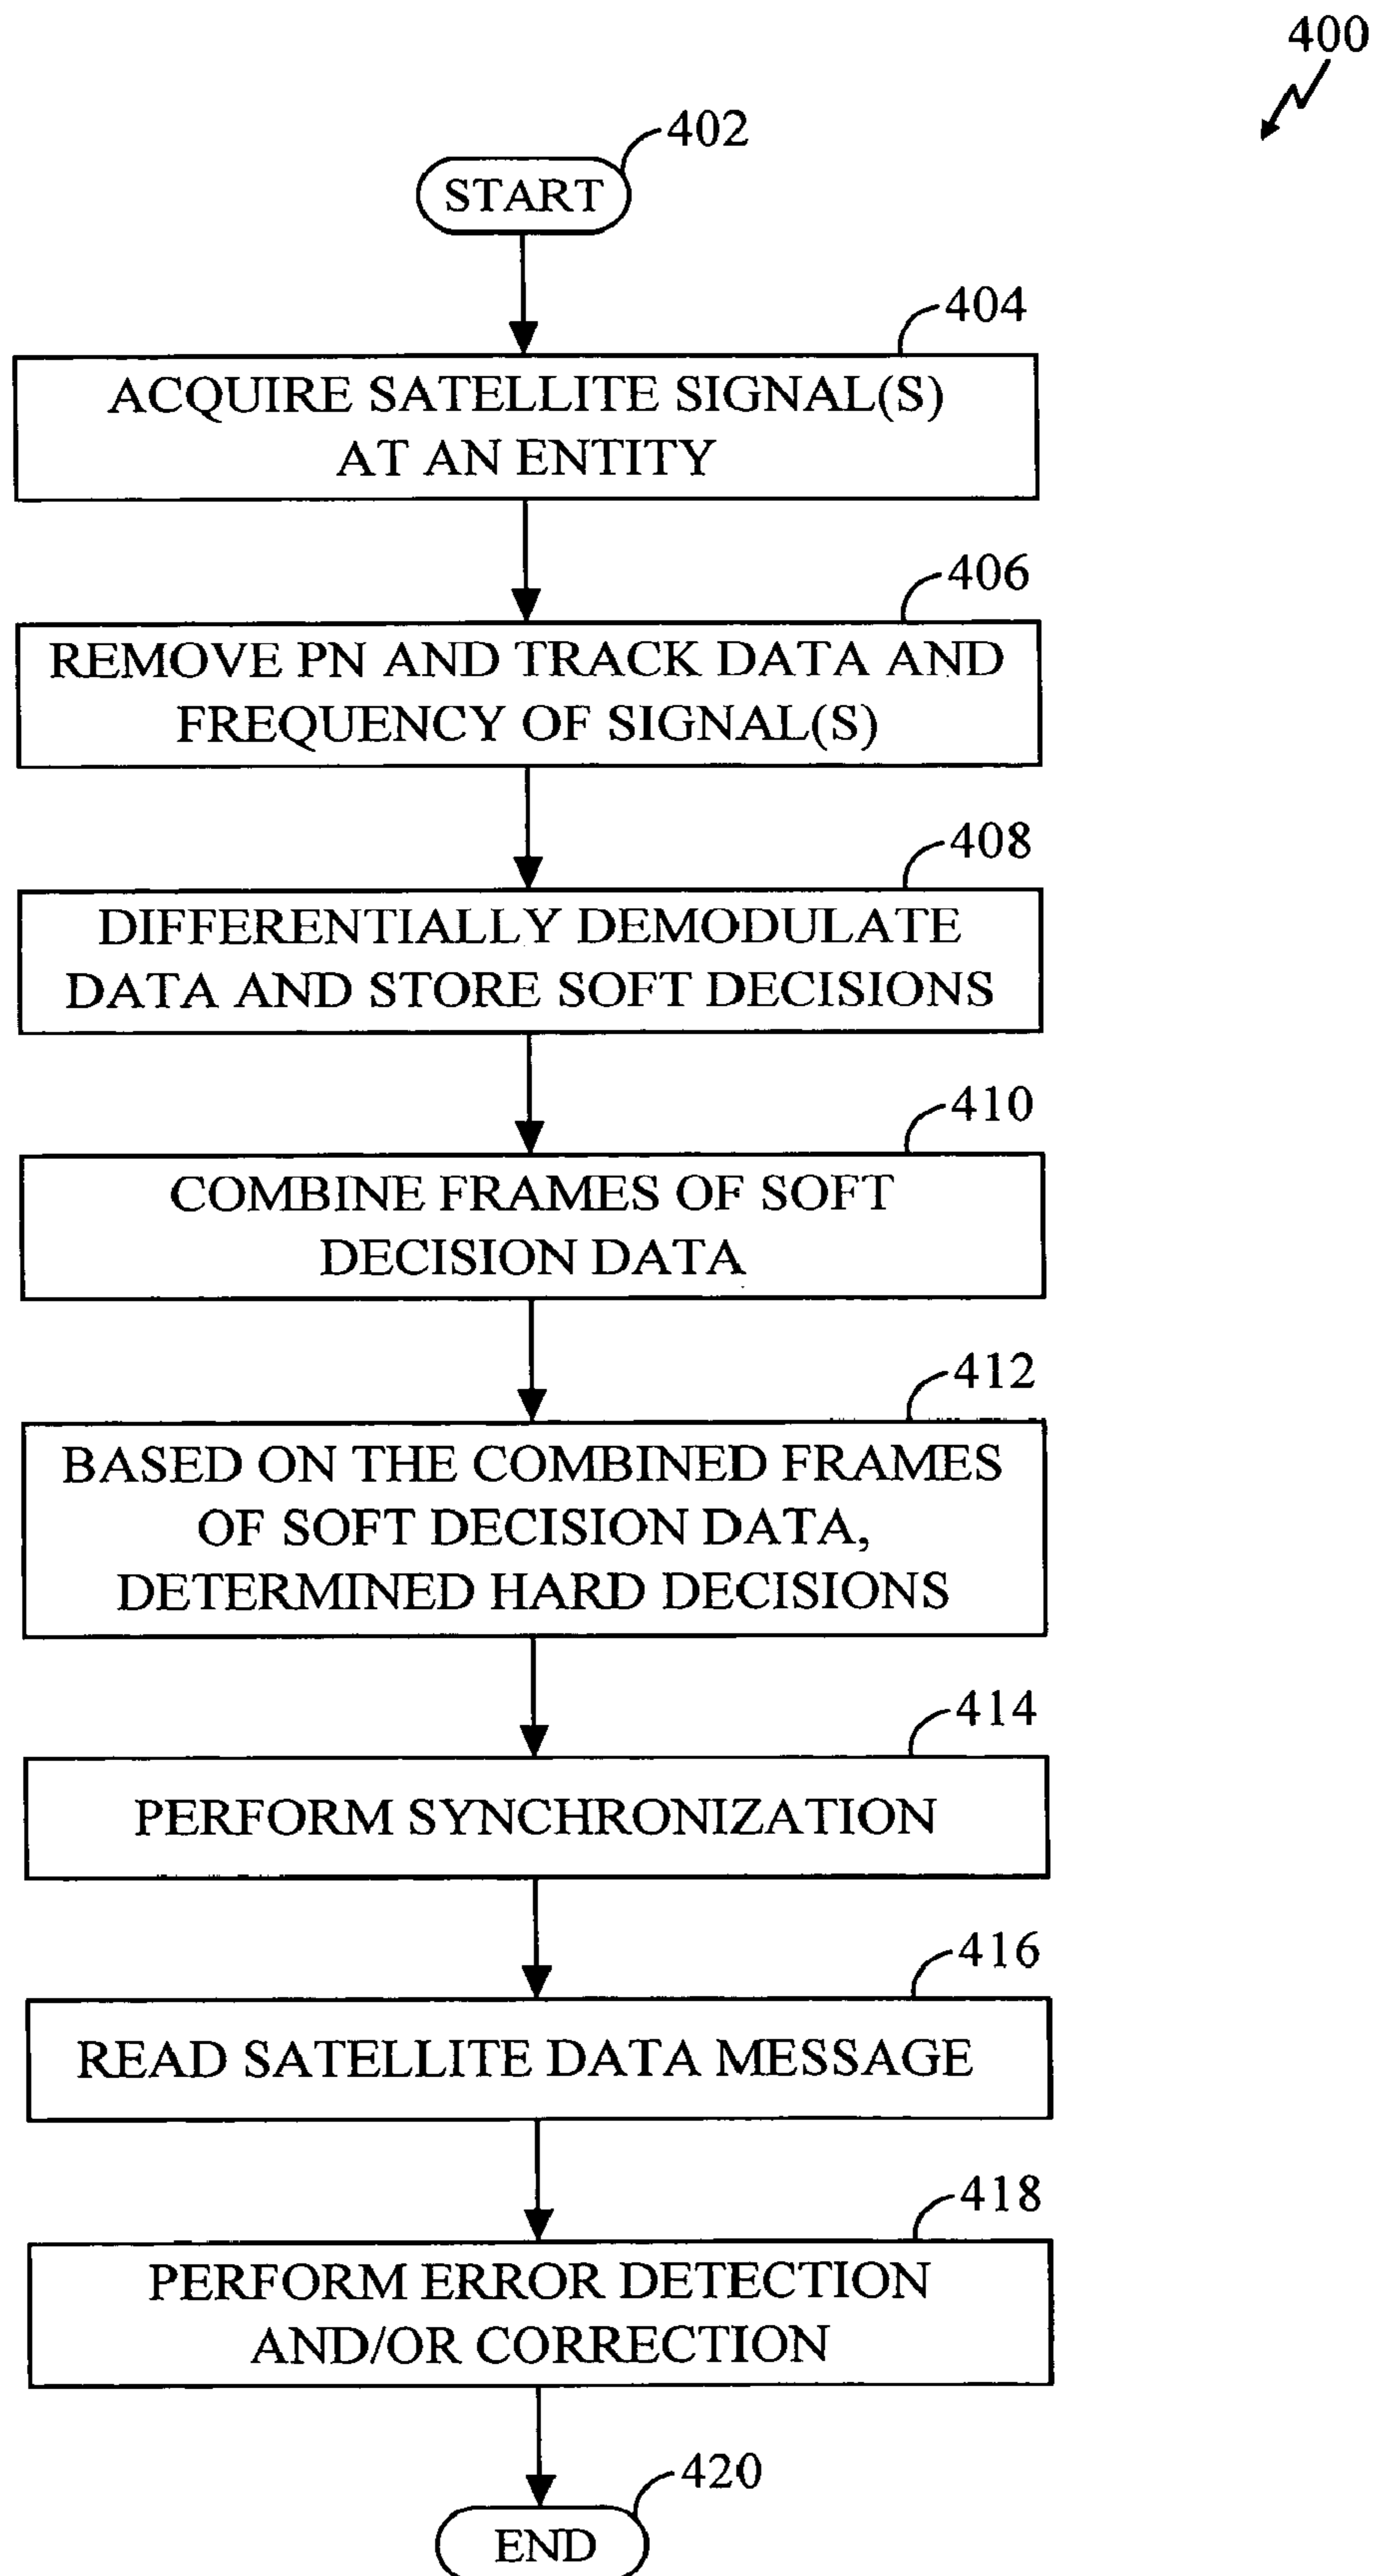 400
402
START
404
ACQUIRE SATELLITE SIGNAL(S)
AT AN ENTITY
406
REMOVE PN AND TRACK DATA AND
FREQUENCY OF SIGNAL(S)
408
DIFFERENTIALLY DEMODULATE
DATA AND STORE SOFT DECISIONS
410
COMBINE FRAMES OF SOFT
DECISION DATA
412
BASED ON THE COMBINED FRAMES
OF SOFT DECISION DATA,
DETERMINED HARD DECISIONS
414
PERFORM SYNCHRONIZATION
416
READ SATELLITE DATA MESSAGE
418
PERFORM ERROR DETECTION
AND/OR CORRECTION
420
END